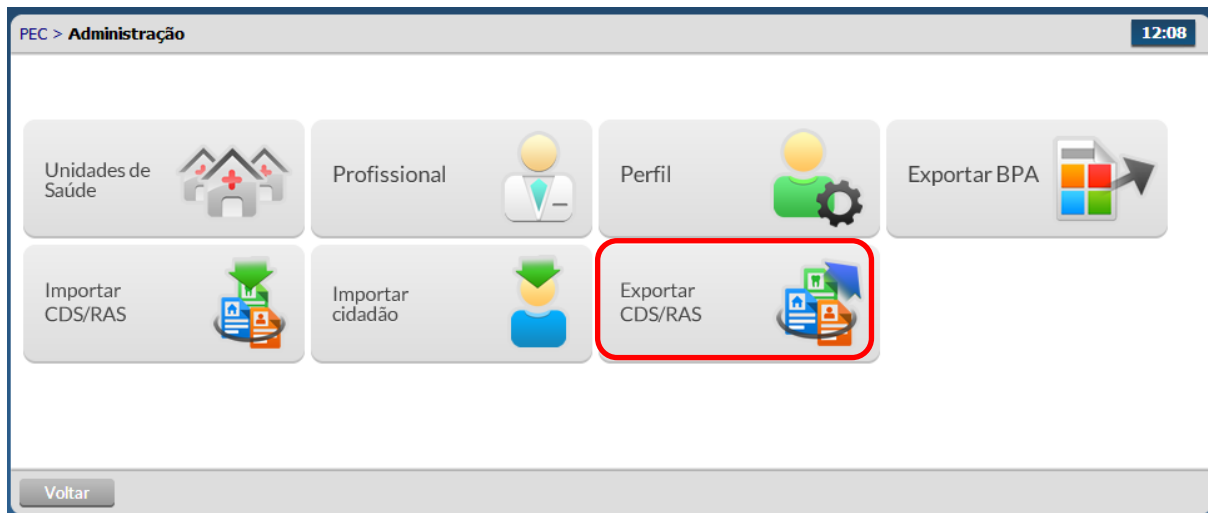 PEC > Administração
12:08
Unidades de
Saúde
Profissional
Perfil
Exportar BPA
Importar
CDS/RAS
Importar
cidadão
Exportar
CDS/RAS
Voltar